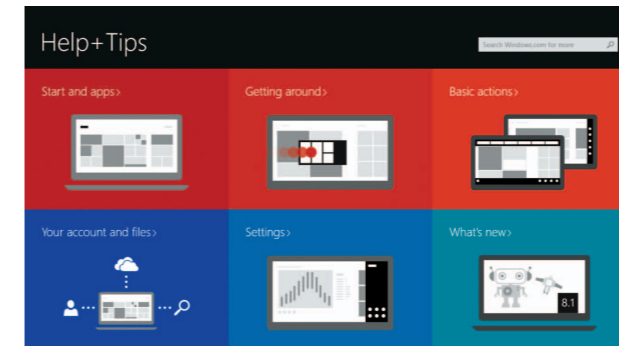 Help+Tips
Search Windows.com for more
Start and apps>
Getting around>
Basic actions>
Your account and files>
Settings>
What's new>
8.1